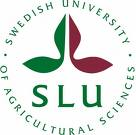 • SWEDISH UNIVERSITY
OF AGRICULTURAL SCIENCES •
SLU